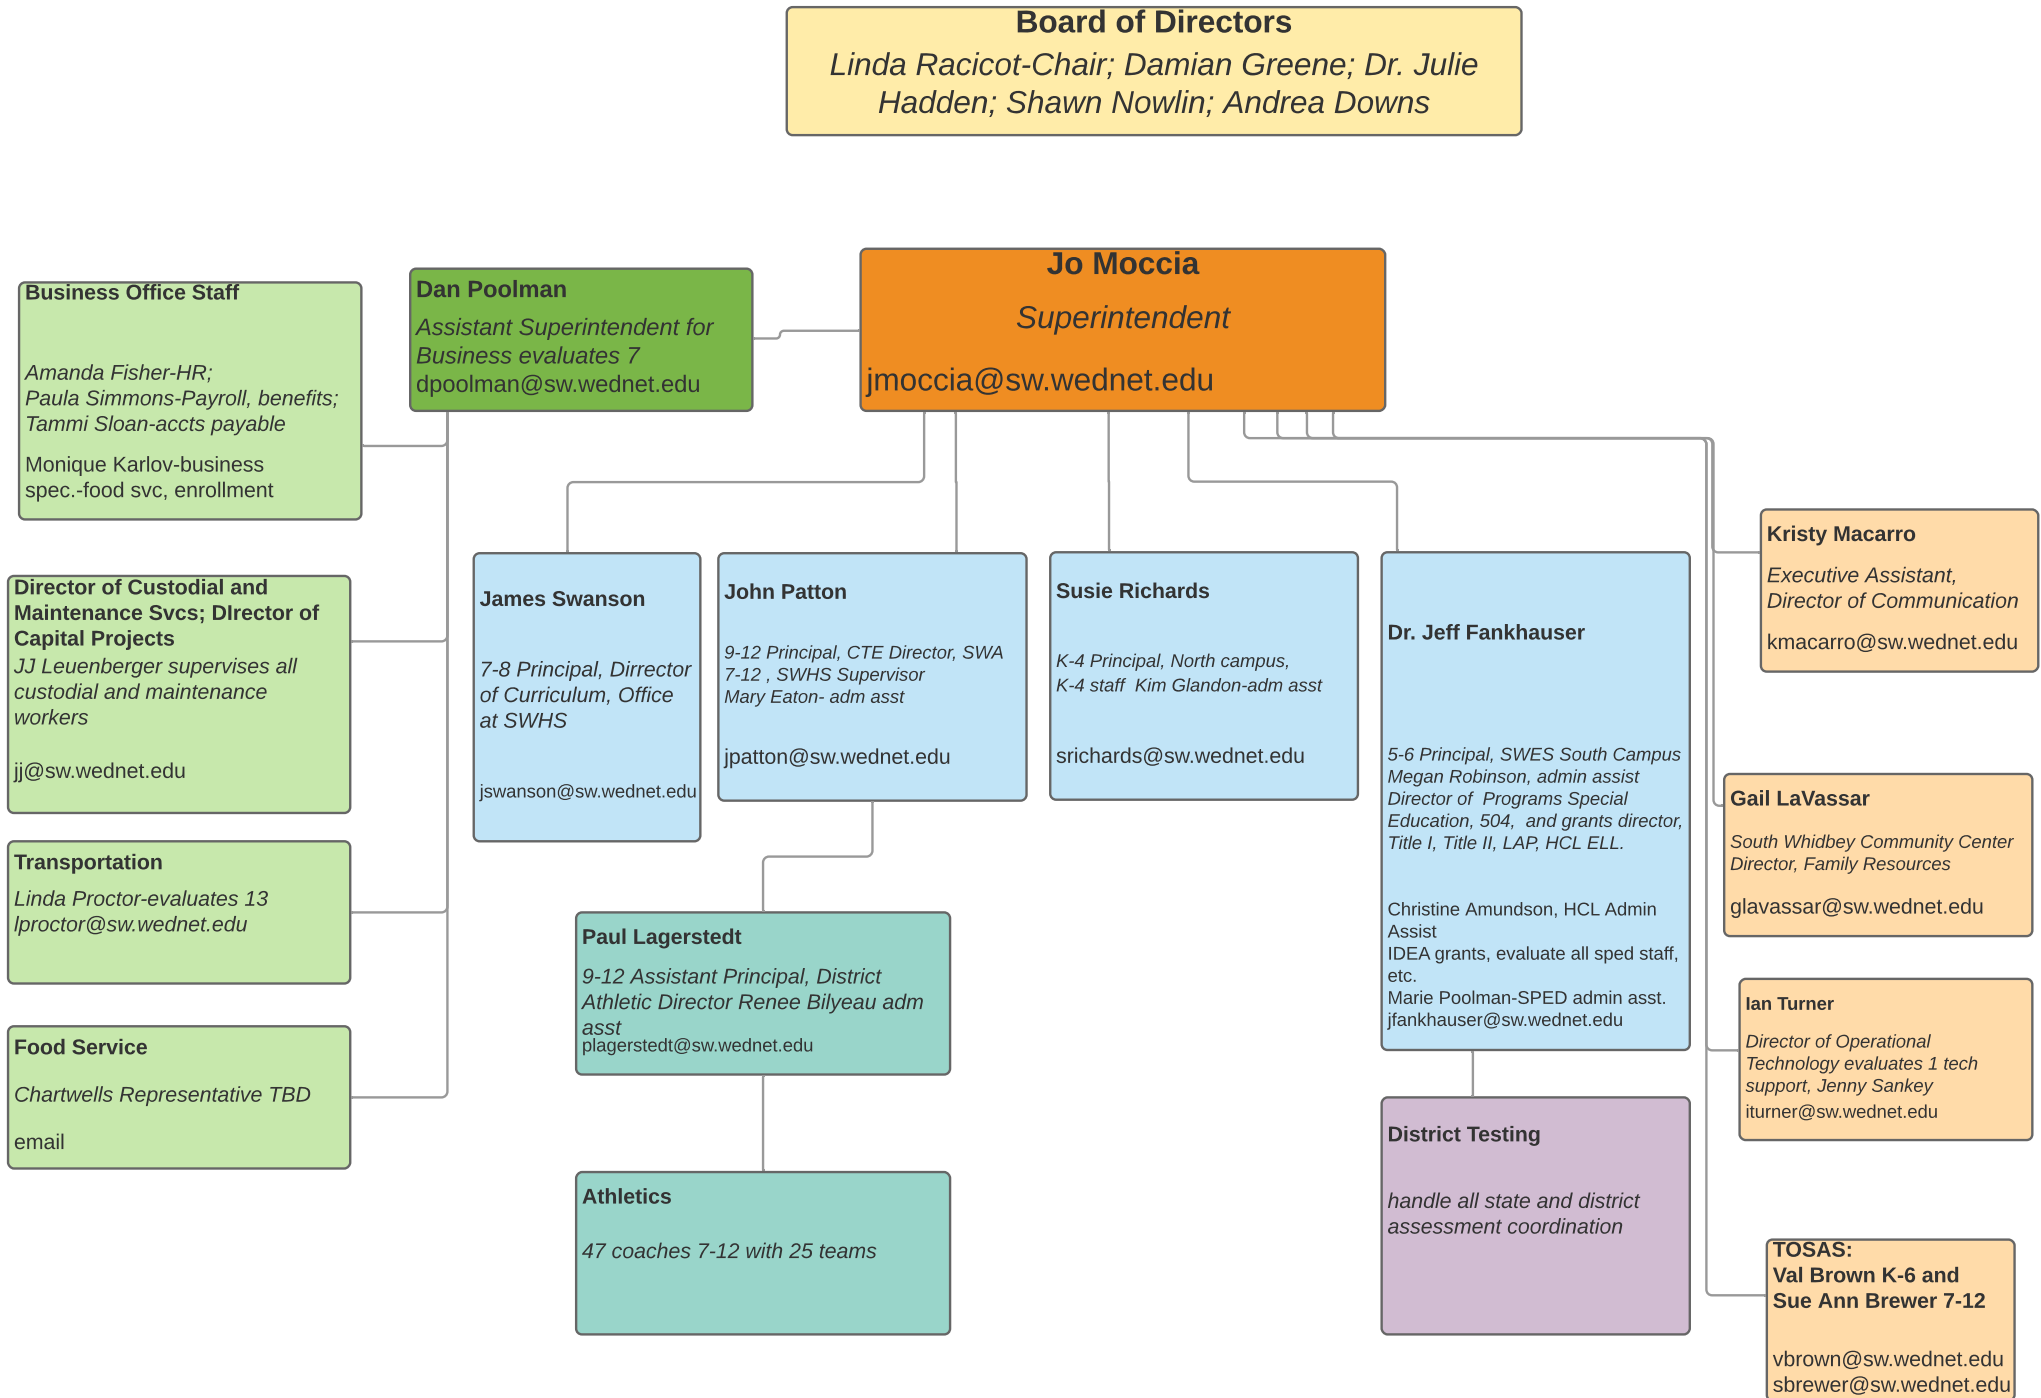 Board of Directors
Linda Racicot-Chair; Damian Greene; Dr. Julie
Hadden; Shawn Nowlin; Andrea Downs
Jo Moccia
Superintendent
jmoccia@sw.wednet.edu
Dan Poolman
Assistant Superintendent for
Business evaluates 7
dpoolman@sw.wednet.edu
Business Office Staff
Amanda Fisher-HR;
Paula Simmons-Payroll, benefits;
Tammi Sloan-accts payable
Monique Karlov-business
spec.-food svc, enrollment
Director of Custodial and
Maintenance Svcs; DIrector of
Capital Projects
JJ Leuenberger supervises all
custodial and maintenance
workers
jj@sw.wednet.edu
Transportation
Linda Proctor-evaluates 13
lproctor@sw.wednet.edu
Food Service
Chartwells Representative TBD
email
James Swanson
7-8 Principal, Dirrector
of Curriculum, Office
at SWHS
jswanson@sw.wednet.edu
John Patton
9-12 Principal, CTE Director, SWA
7-12 , SWHS Supervisor
Mary Eaton- adm asst
jpatton@sw.wednet.edu
Susie Richards
K-4 Principal, North campus,
K-4 staff  Kim Glandon-adm asst
srichards@sw.wednet.edu
Dr. Jeff Fankhauser
5-6 Principal, SWES South Campus
Megan Robinson, admin assist
Director of  Programs Special
Education, 504,  and grants director,
Title I, Title II, LAP, HCL ELL.
Christine Amundson, HCL Admin
Assist
IDEA grants, evaluate all sped staff,
etc.
Marie Poolman-SPED admin asst.
jfankhauser@sw.wednet.edu
Paul Lagerstedt
9-12 Assistant Principal, District
Athletic Director Renee Bilyeau adm
asst
plagerstedt@sw.wednet.edu
Athletics
47 coaches 7-12 with 25 teams
District Testing
handle all state and district
assessment coordination
Kristy Macarro
Executive Assistant,
Director of Communication
kmacarro@sw.wednet.edu
Gail LaVassar
South Whidbey Community Center
Director, Family Resources
glavassar@sw.wednet.edu
Ian Turner
Director of Operational
Technology evaluates 1 tech
support, Jenny Sankey
iturner@sw.wednet.edu
TOSAS:
Val Brown K-6 and
Sue Ann Brewer 7-12
vbrown@sw.wednet.edu
sbrewer@sw.wednet.edu